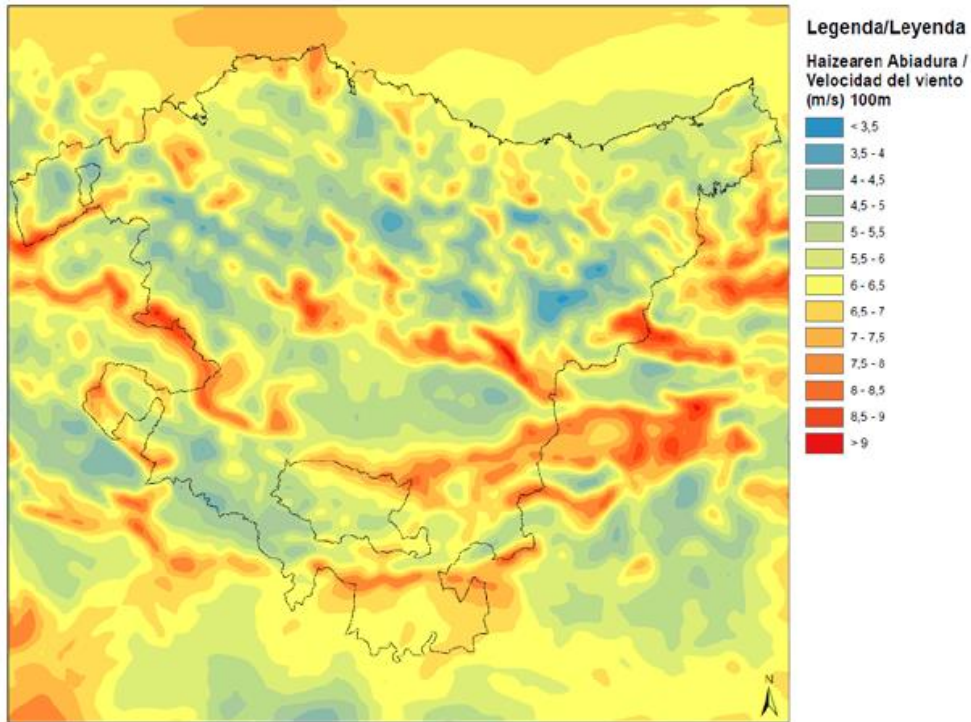 Legenda/Leyenda
Haizearen Abiadura /
Velocidad del viento
(m/s) 100m
< 3,5
3,5 - 4
4 - 4,5
4,5 - 5
5 - 5,5
5,5 - 6
6 - 6,5
6,5 - 7
7 - 7,5
7,5 - 8
8 - 8,5
8,5 - 9
> 9
N